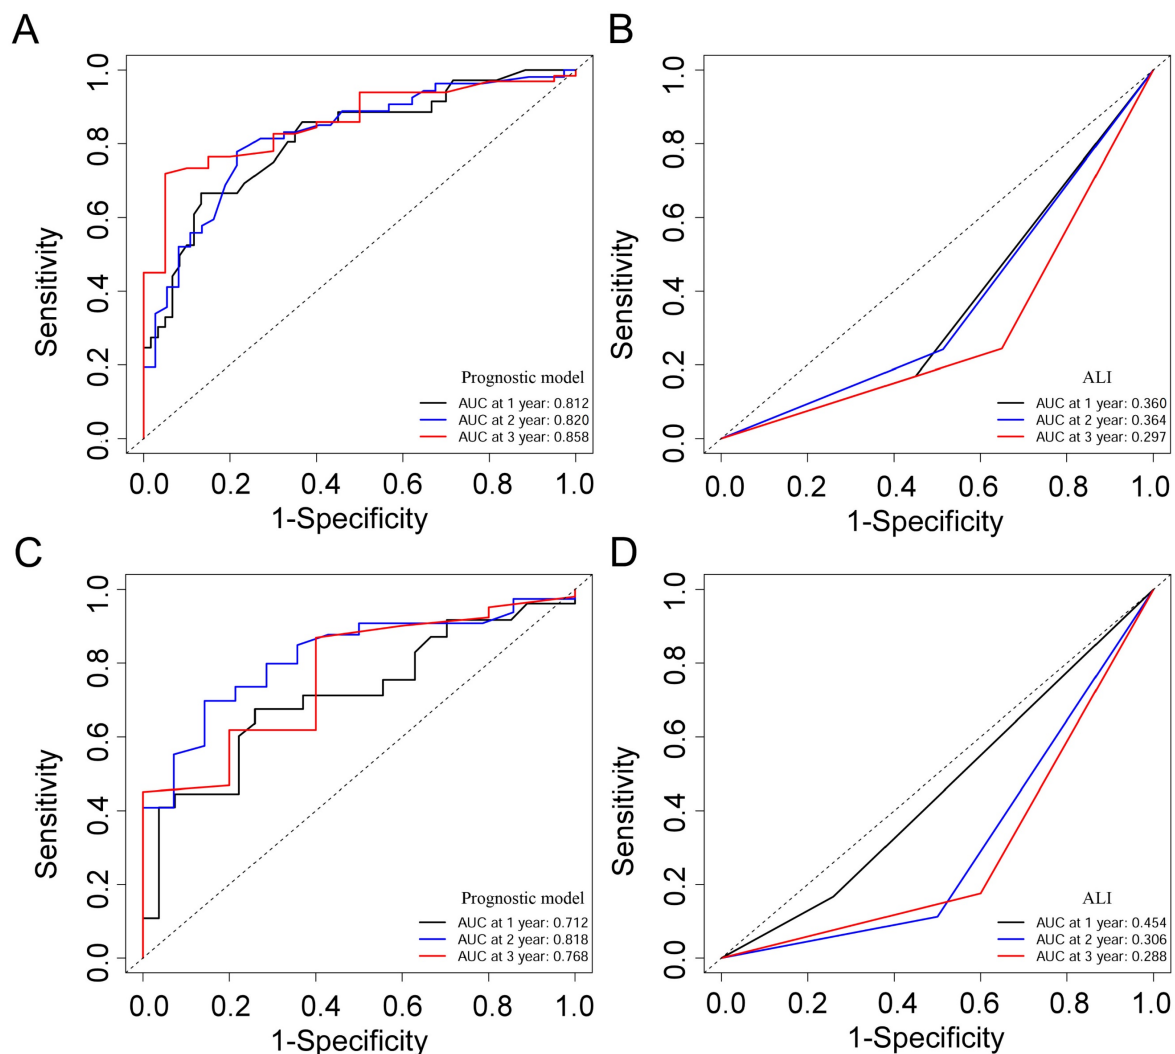 A
Sensitivity
0.0 0.2 0.4 0.6 0.8 1.0
Prognostic model
AUC at 1 year: 0.812
AUC at 2 year: 0.820
AUC at 3 year: 0.858
0.0 0.2 0.4 0.6 0.8 1.0
1-Specificity
B
Sensitivity
0.0 0.2 0.4 0.6 0.8 1.0
ALI
AUC at 1 year: 0.360
AUC at 2 year: 0.364
AUC at 3 year: 0.297
0.0 0.2 0.4 0.6 0.8 1.0
1-Specificity
C
Sensitivity
0.0 0.2 0.4 0.6 0.8 1.0
Prognostic model
AUC at 1 year: 0.712
AUC at 2 year: 0.818
AUC at 3 year: 0.768
0.0 0.2 0.4 0.6 0.8 1.0
1-Specificity
D
Sensitivity
0.0 0.2 0.4 0.6 0.8 1.0
ALI
AUC at 1 year: 0.454
AUC at 2 year: 0.306
AUC at 3 year: 0.288
0.0 0.2 0.4 0.6 0.8 1.0
1-Specificity